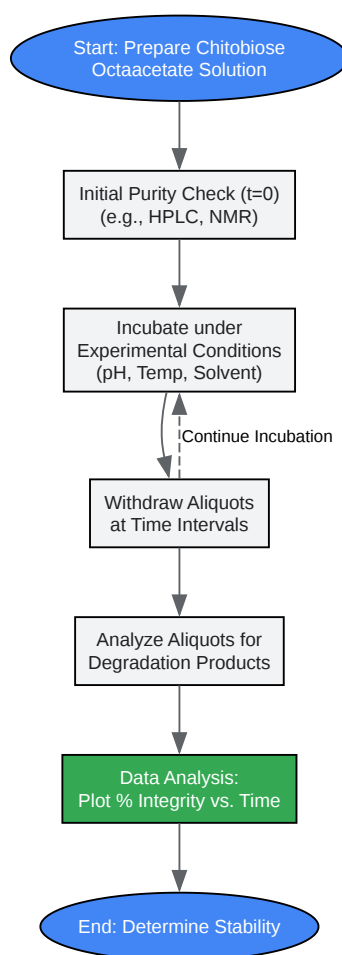 Start: Prepare Chitobiose
Octaacetate Solution
Initial Purity Check (t=0)
(e.g., HPLC, NMR)
Incubate under
Experimental Conditions
(pH, Temp, Solvent)
Continue Incubation
Withdraw Aliquots
at Time Intervals
Analyze Aliquots for
Degradation Products
Data Analysis:
Plot % Integrity vs. Time
End: Determine Stability